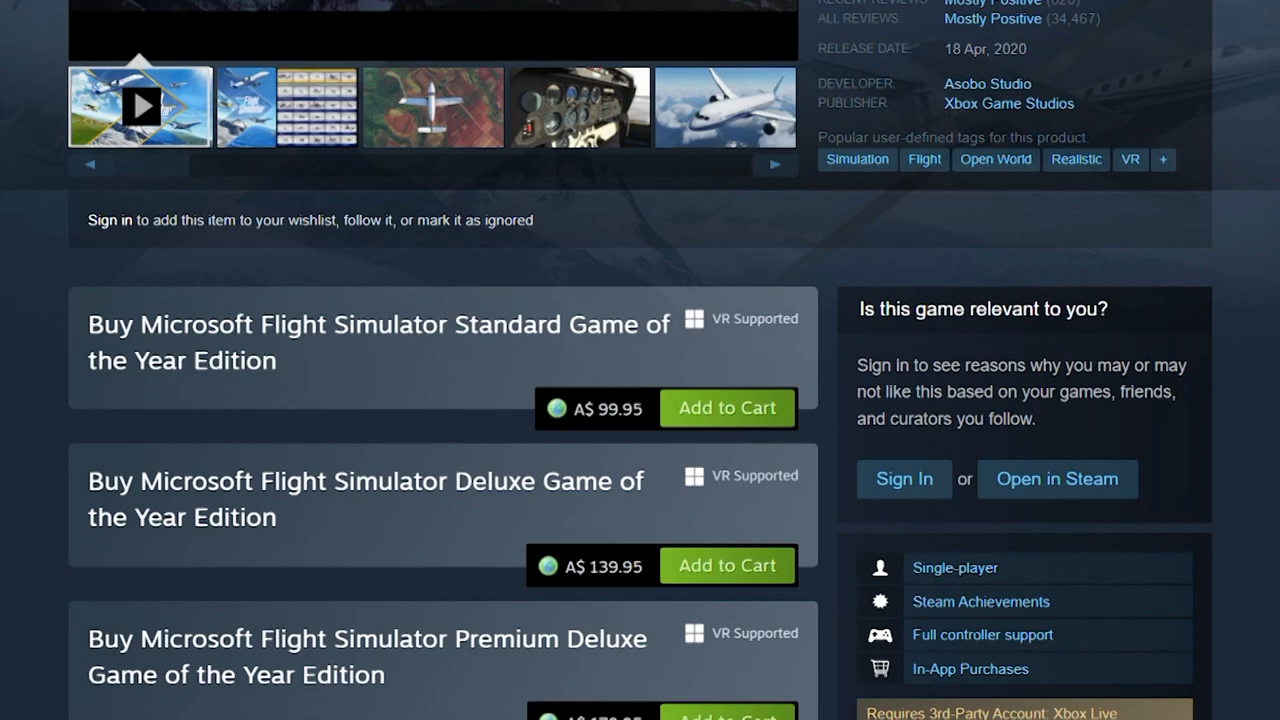 RECENT REVIEWS: Mostly Positive (620)
ALL REVIEWS: Mostly Positive (34,467)
RELEASE DATE: 18 Apr, 2020
DEVELOPER: Asobo Studio
PUBLISHER: Xbox Game Studios
Popular user-defined tags for this product:
Simulation Flight Open World Realistic VR +
Sign in to add this item to your wishlist, follow it, or mark it as ignored
Buy Microsoft Flight Simulator Standard Game of
the Year Edition
VR Supported
A$ 99.95 Add to Cart
Buy Microsoft Flight Simulator Deluxe Game of
the Year Edition
VR Supported
A$ 139.95 Add to Cart
Buy Microsoft Flight Simulator Premium Deluxe
Game of the Year Edition
VR Supported
Add to Cart
Is this game relevant to you?
Sign in to see reasons why you may or may
not like this based on your games, friends,
and curators you follow.
Sign In or Open in Steam
Single-player
Steam Achievements
Full controller support
In-App Purchases
Requires 3rd-Party Account: Xbox Live